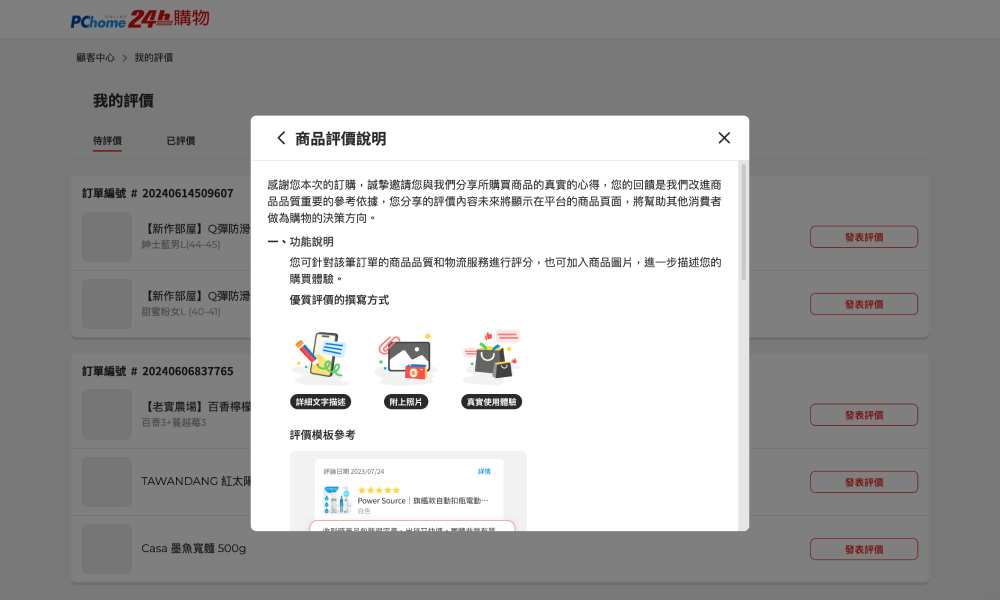 PChome online 24h 購物
顧客中心 > 我的評價
我的評價
待評價 已評價
訂單編號 # 20240614509607
【新作部屋】Q彈防滑
紳士藍男L(44-45)
發表評價
【新作部屋】Q彈防滑
甜蜜粉女L (40-41)
發表評價
訂單編號 # 20240606837765
【老實農場】百香檸檬
百香3+蔓越莓3
發表評價
TAWANDANG 紅太陽
發表評價
Casa 墨魚寬麵 500g
發表評價
商品評價說明
感謝您本次的訂購，誠摯邀請您與我們分享所購買商品的真實的心得，您的回饋是我們改進商
品品質重要的參考依據，您分享的評價內容未來將顯示在平台的商品頁面，將幫助其他消費者
做為購物的決策方向。
一、功能說明
您可針對該筆訂單的商品品質和物流服務進行評分，也可加入商品圖片，進一步描述您的
購買體驗。
優質評價的撰寫方式
詳細文字描述 附上照片 真實使用體驗
評價模板參考
評論日期 2023/07/24 詳情
Power Source｜旗艦款自動扣瓶電動…
白色